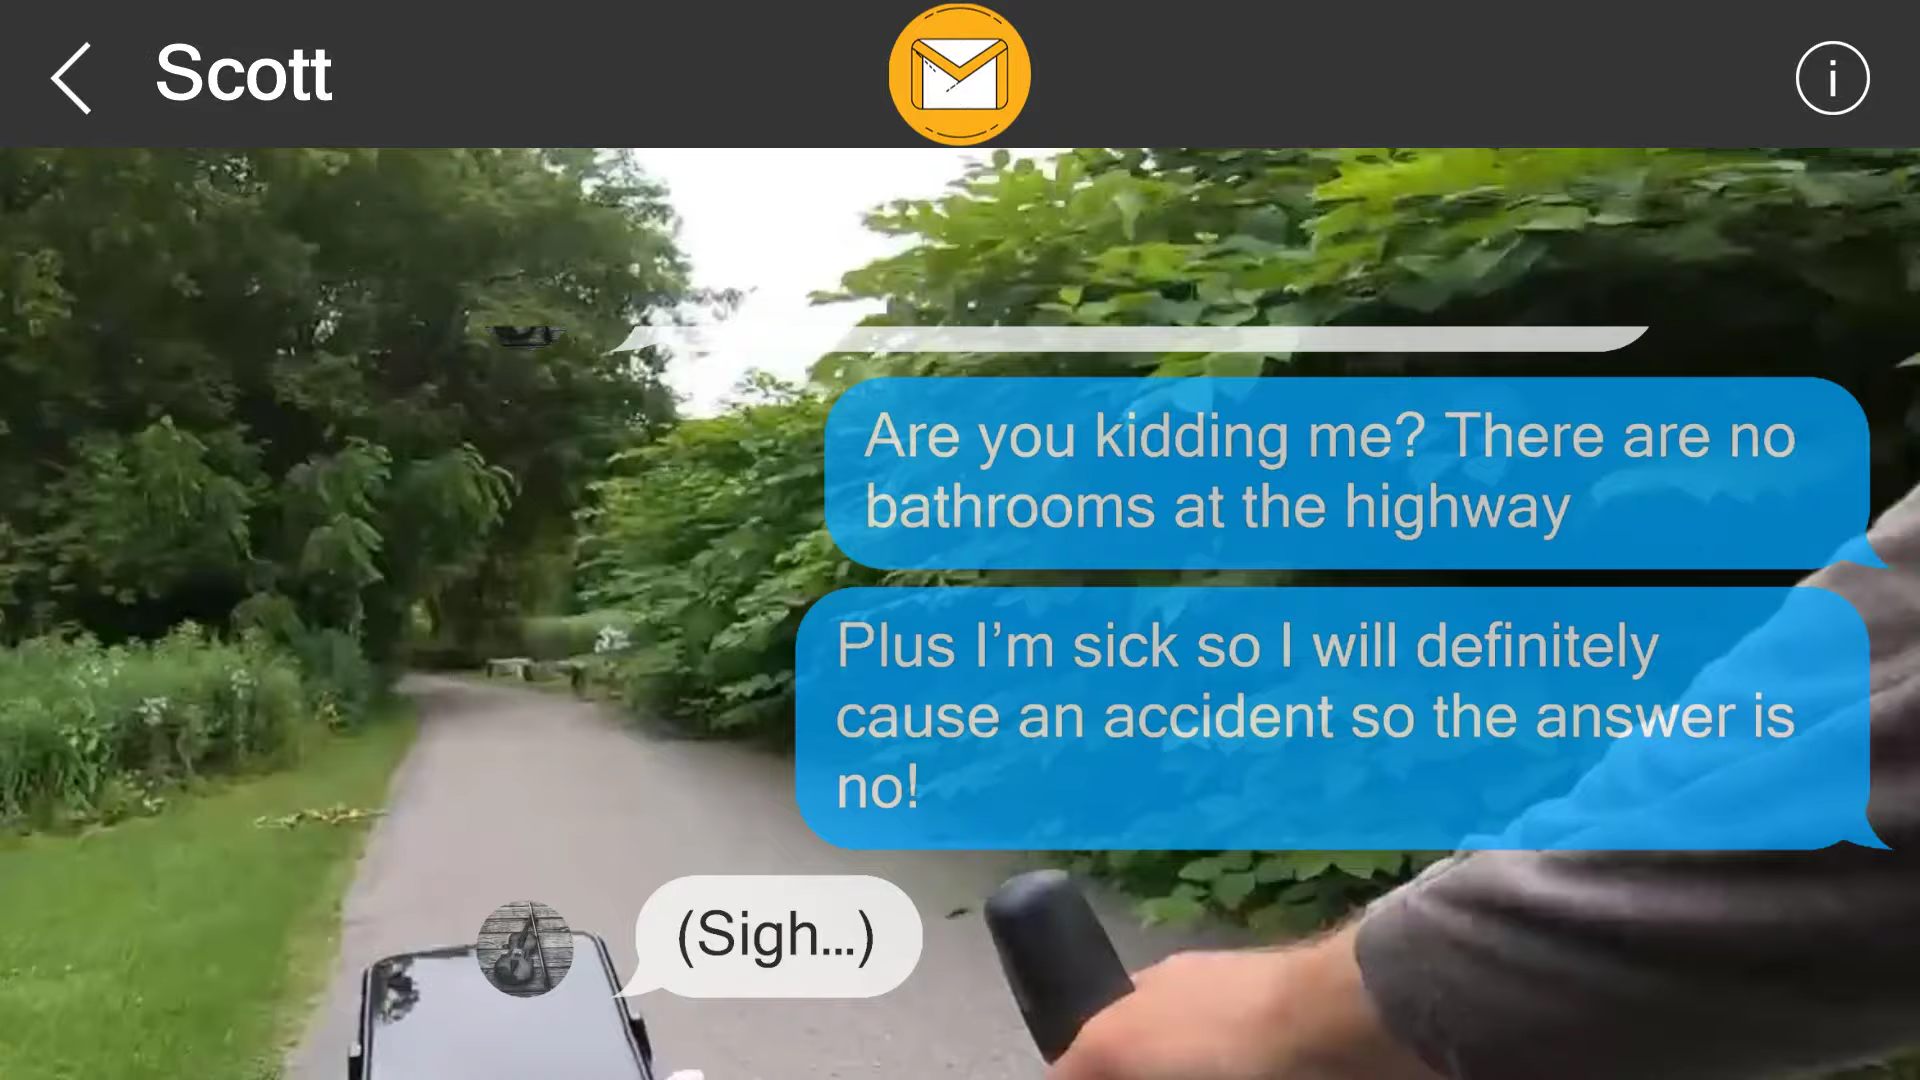 Scott
Are you kidding me? There are no
bathrooms at the highway
Plus I’m sick so I will definitely
cause an accident so the answer is
no!
(Sigh...)